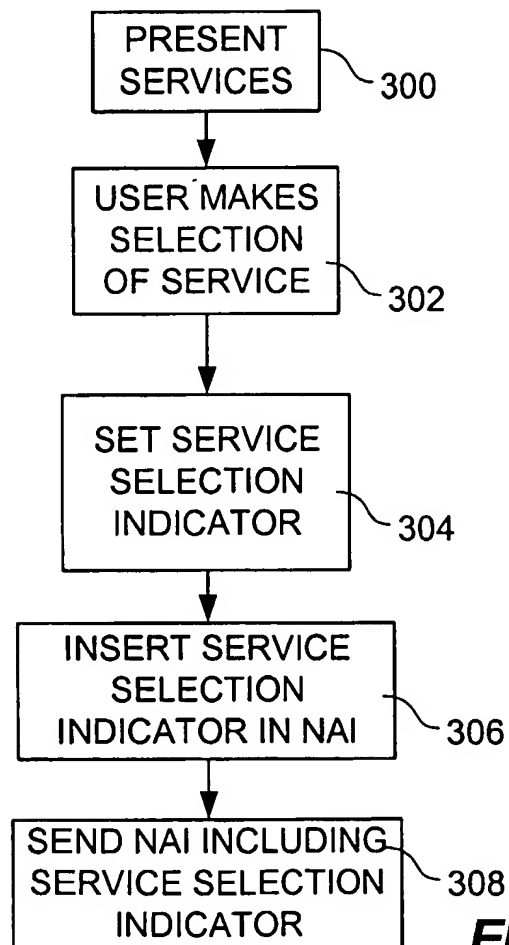 PRESENT
SERVICES
300
USER MAKES
SELECTION
OF SERVICE
302
SET SERVICE
SELECTION
INDICATOR
304
INSERT SERVICE
SELECTION
INDICATOR IN NAI
306
SEND NAI INCLUDING
SERVICE SELECTION
INDICATOR
308